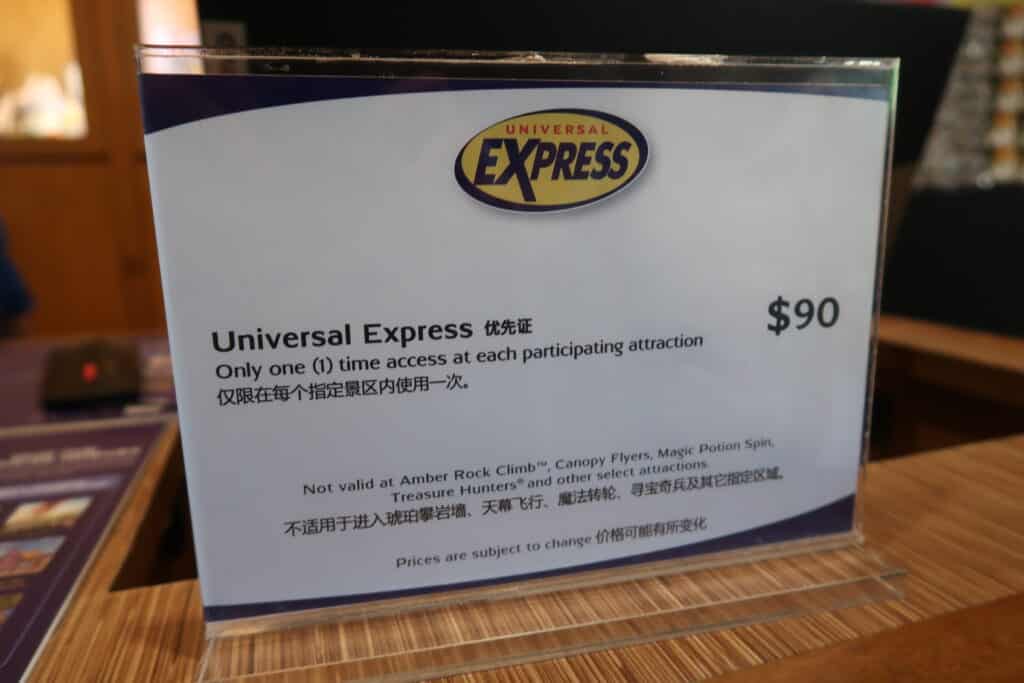 UNIVERSAL
EXPRESS
Universal Express 优先证
$90
Only one (1) time access at each participating attraction
仅限在每个指定景区内使用一次。
Not valid at Amber Rock Climb™, Canopy Flyers, Magic Potion Spin,
Treasure Hunters® and other select attractions.
不适用于进入琥珀攀岩墙、天幕飞行、魔法转轮、寻宝奇兵及其它指定区域。
Prices are subject to change 价格可能有所变化